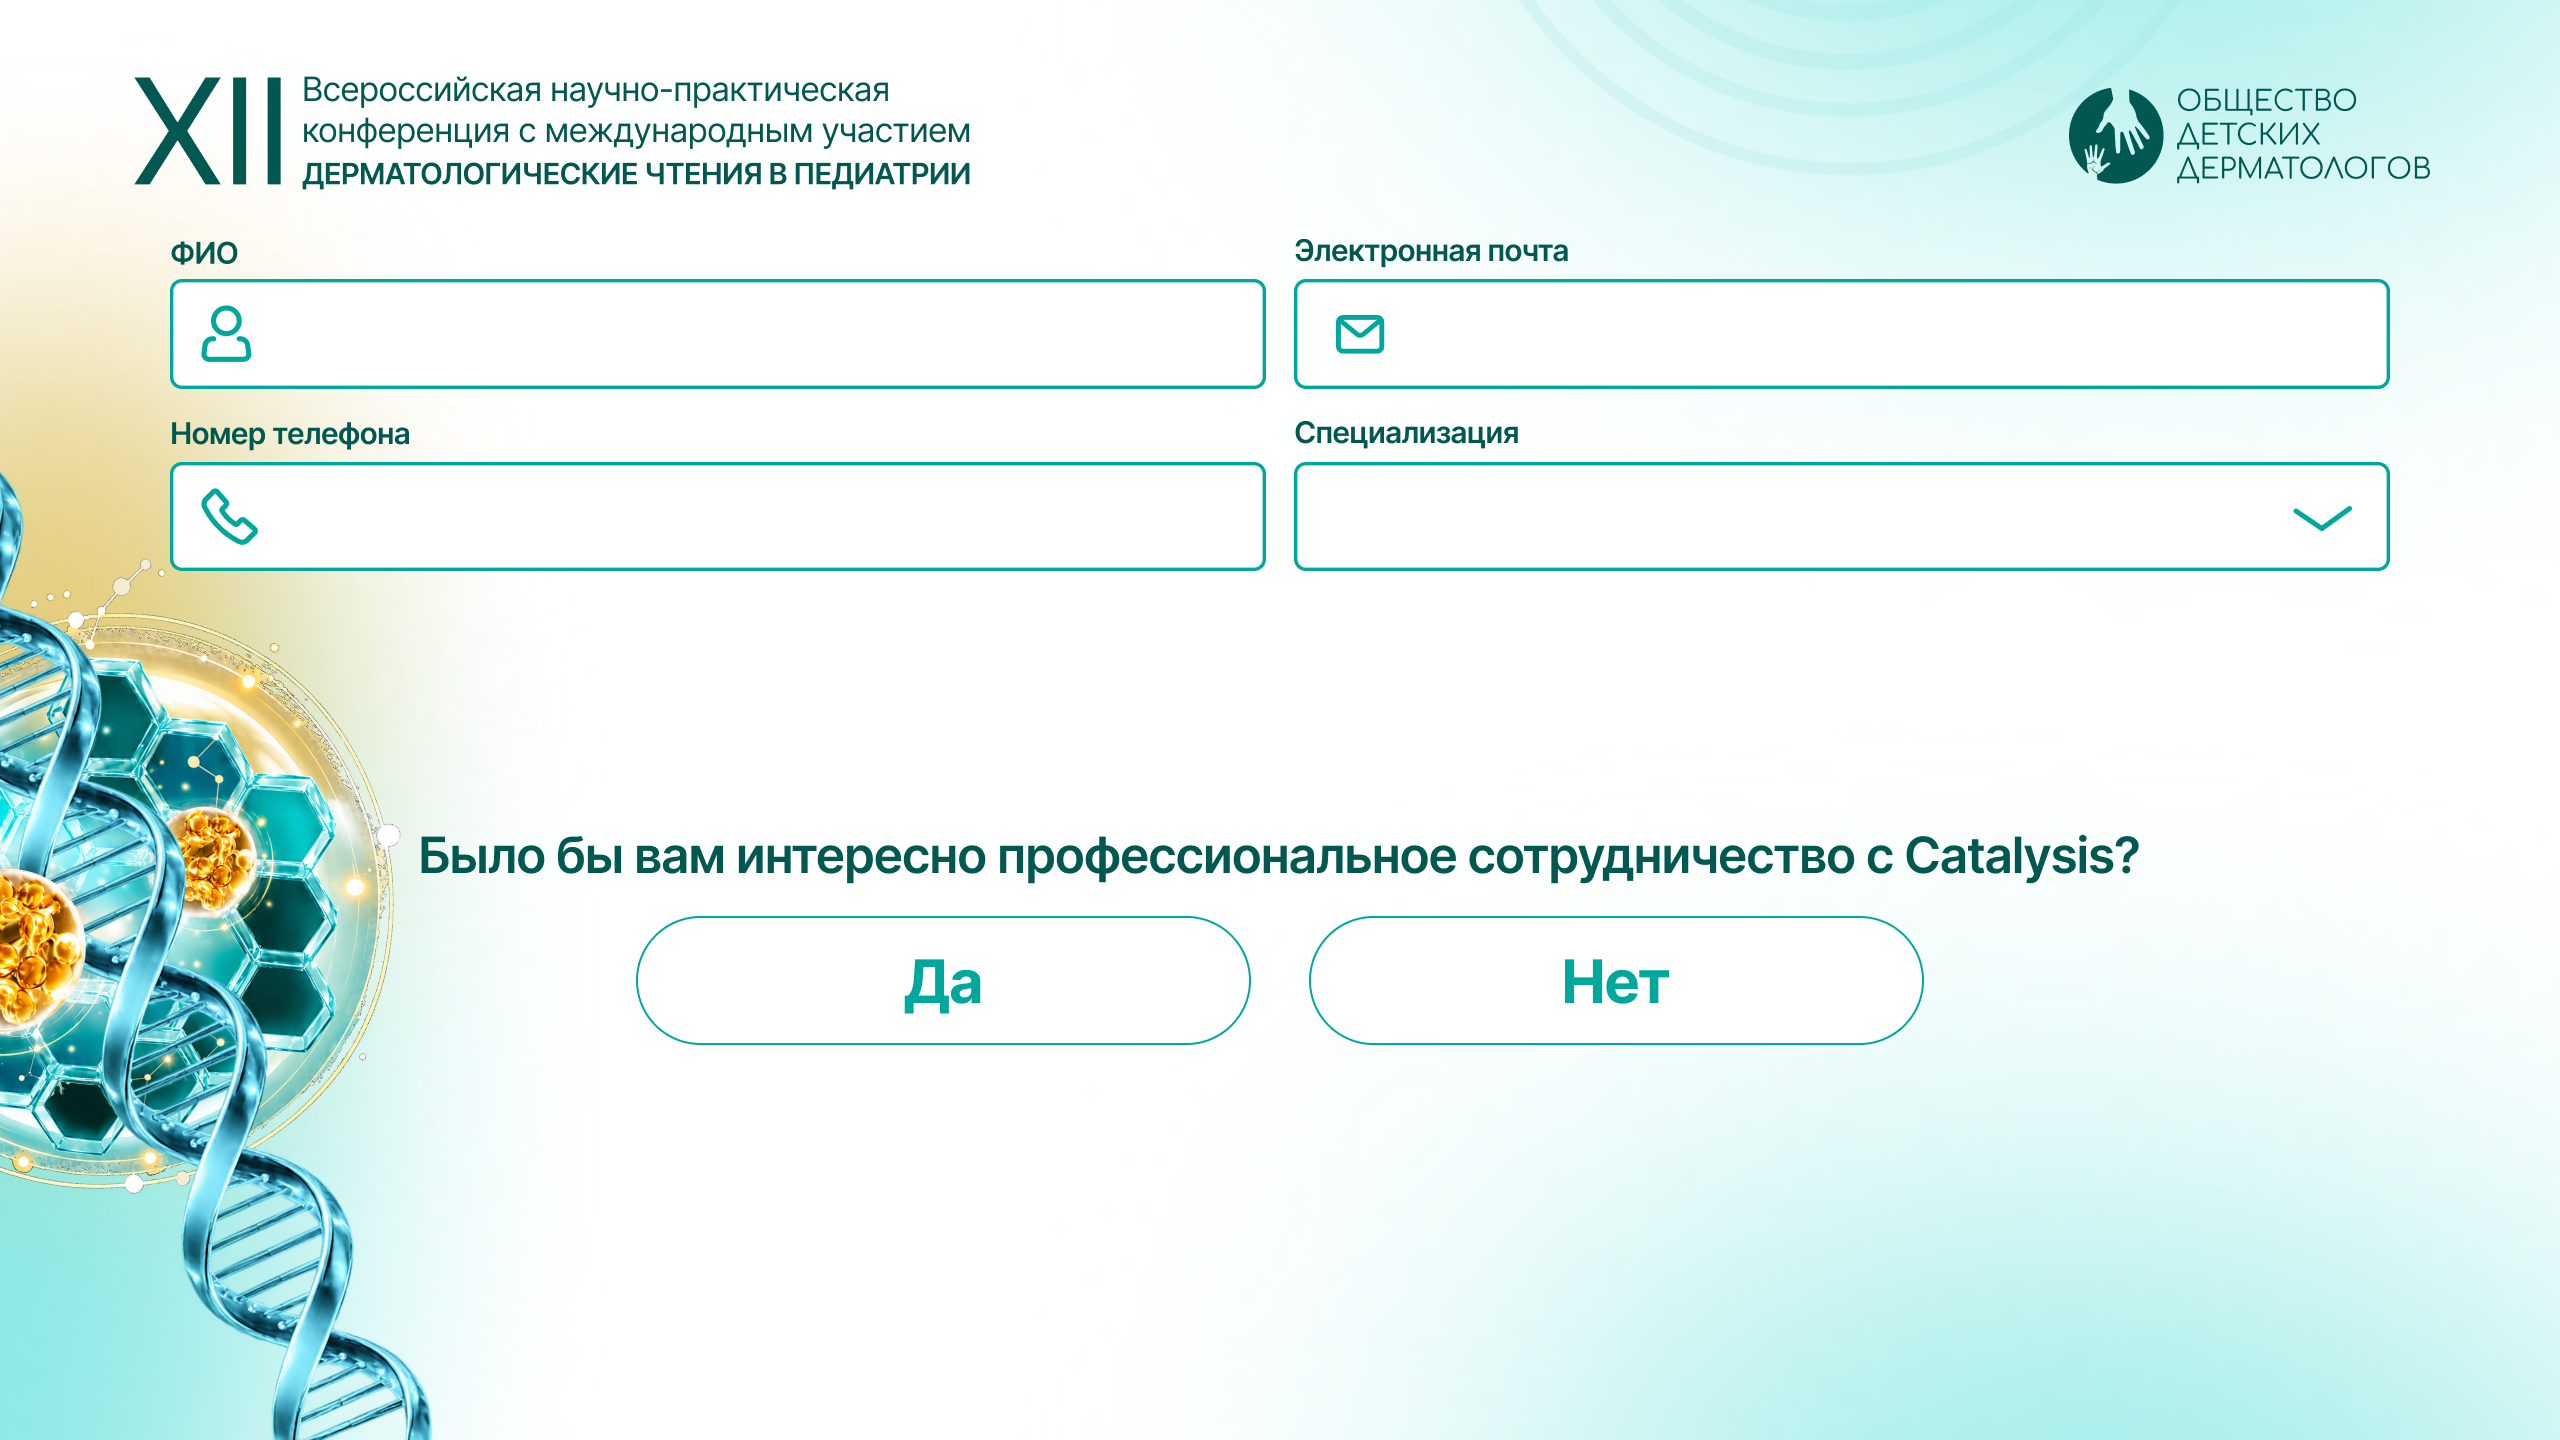 XII
Всероссийская научно-практическая
конференция с международным участием
ДЕРМАТОЛОГИЧЕСКИЕ ЧТЕНИЯ В ПЕДИАТРИИ
ОБЩЕСТВО
ДЕТСКИХ
ДЕРМАТОЛОГОВ
ФИО
Электронная почта
Номер телефона
Специализация
Было бы вам интересно профессиональное сотрудничество с Catalysis?
Да
Нет